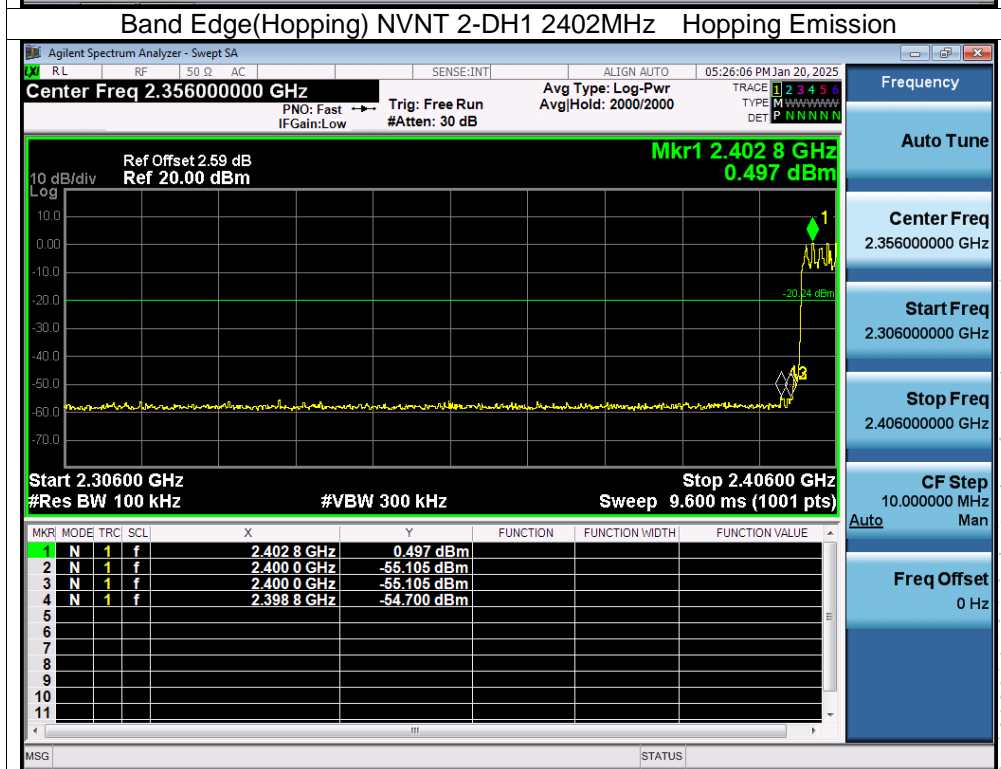 Band Edge(Hopping) NVNT 2-DH1 2402MHz Hopping Emission
Agilent Spectrum Analyzer - Swept SA
LXI RL RF 50 Ω AC SENSE:INT ALIGN AUTO 05:26:06 PM Jan 20, 2025
Center Freq 2.356000000 GHz
PNO: Fast
IFGain:Low
Trig: Free Run
#Atten: 30 dB
Avg Type: Log-Pwr
Avg|Hold: 2000/2000
TRACE 1 2 3 4 5 6
TYPE M WWWWW
DET P N N N N N
Frequency
Auto Tune
Center Freq
2.356000000 GHz
Start Freq
2.306000000 GHz
Stop Freq
2.406000000 GHz
CF Step
10.000000 MHz
Auto Man
Freq Offset
0 Hz
Mkr1 2.402 8 GHz
0.497 dBm
Ref Offset 2.59 dB
10 dB/div Ref 20.00 dBm
Log
10.0
0.00
-10.0
-20.0
-30.0
-40.0
-50.0
-60.0
-70.0
1
-20.24 dBm
Start 2.30600 GHz Stop 2.40600 GHz
#Res BW 100 kHz #VBW 300 kHz Sweep 9.600 ms (1001 pts)
MKR MODE TRC SCL X Y FUNCTION FUNCTION WIDTH FUNCTION VALUE
1 N 1 f 2.402 8 GHz 0.497 dBm
2 N 1 f 2.400 0 GHz -55.105 dBm
3 N 1 f 2.400 0 GHz -55.105 dBm
4 N 1 f 2.398 8 GHz -54.700 dBm
5
6
7
8
9
10
11
MSG STATUS